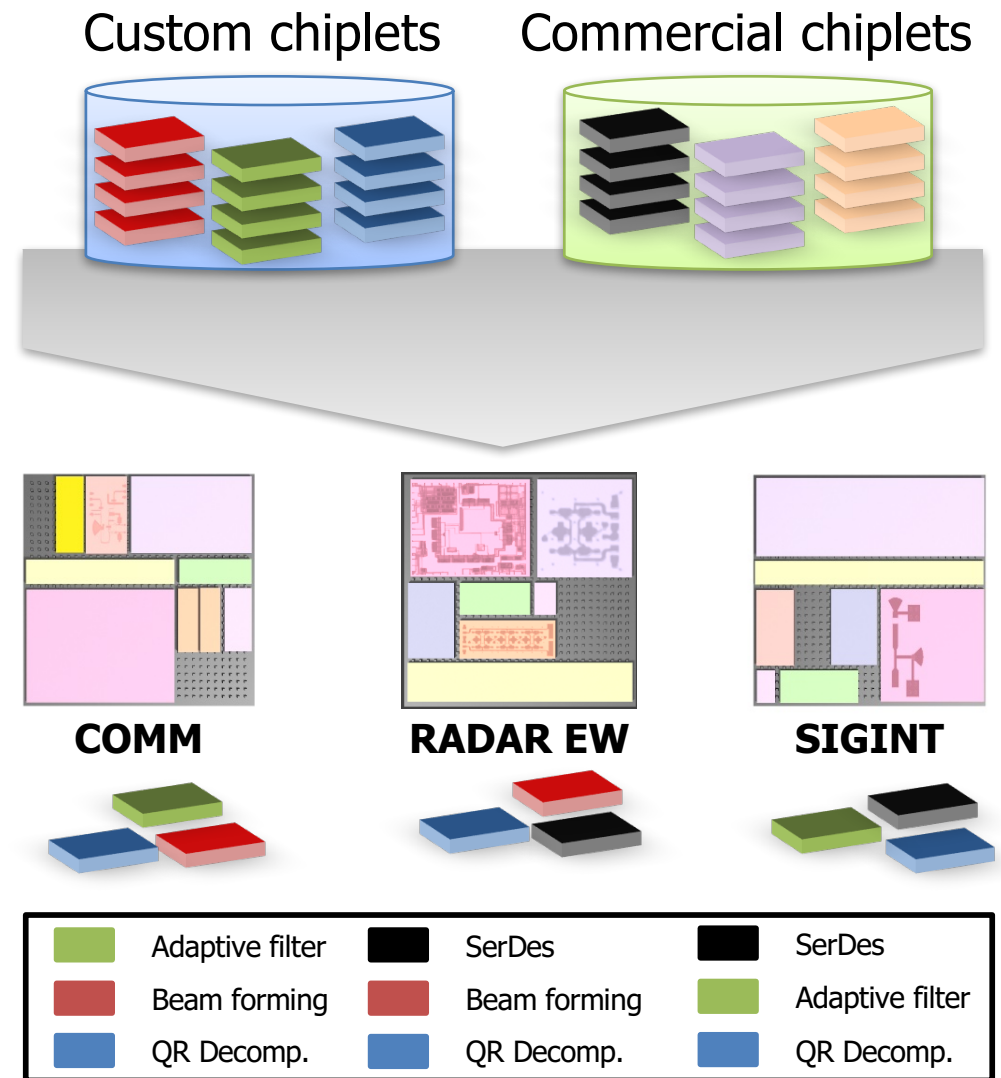 Custom chiplets
Commercial chiplets
COMM
RADAR EW
SIGINT
Adaptive filter
Beam forming
QR Decomp.
SerDes
Beam forming
QR Decomp.
SerDes
Adaptive filter
QR Decomp.